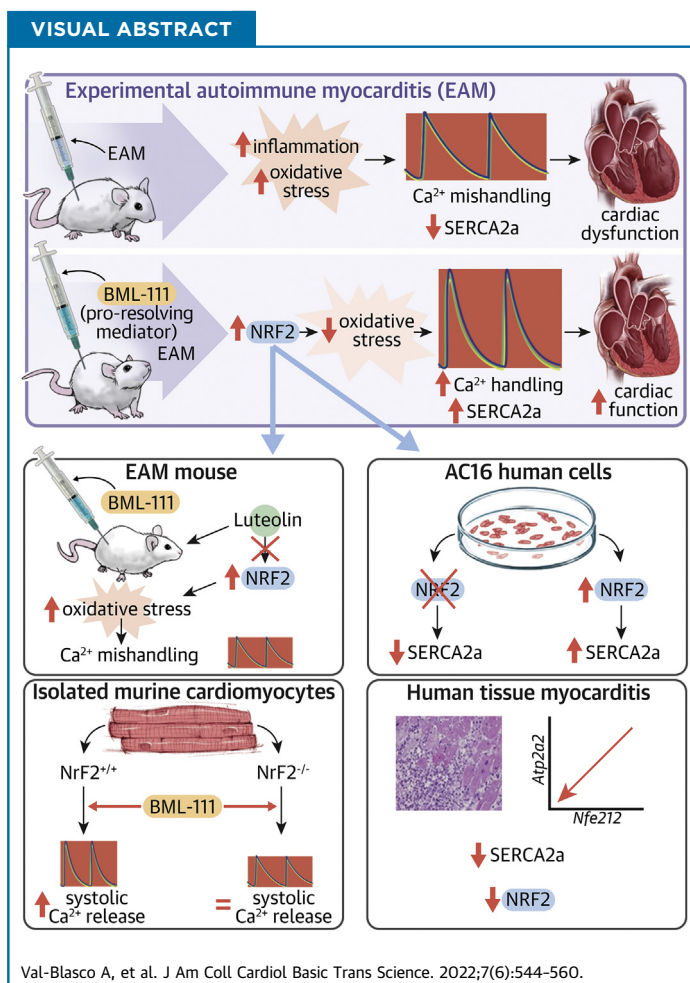 VISUAL ABSTRACT
Experimental autoimmune myocarditis (EAM)
EAM
inflammation
oxidative
stress
Ca2+ mishandling
SERCA2a
cardiac
dysfunction
BML-111
(pro-resolving
mediator)
EAM
NRF2
oxidative
stress
Ca2+ handling
SERCA2a
cardiac
function
EAM mouse
BML-111
Luteolin
NRF2
oxidative stress
Ca2+ mishandling
AC16 human cells
NRF2
NRF2
SERCA2a
SERCA2a
Isolated murine cardiomyocytes
NrF2+/+
NrF2-/-
BML-111
systolic
Ca2+ release
=
systolic
Ca2+ release
Human tissue myocarditis
Atp2a2
Nfe212
SERCA2a
NRF2
Val-Blasco A, et al. J Am Coll Cardiol Basic Trans Science. 2022;7(6):544-560.